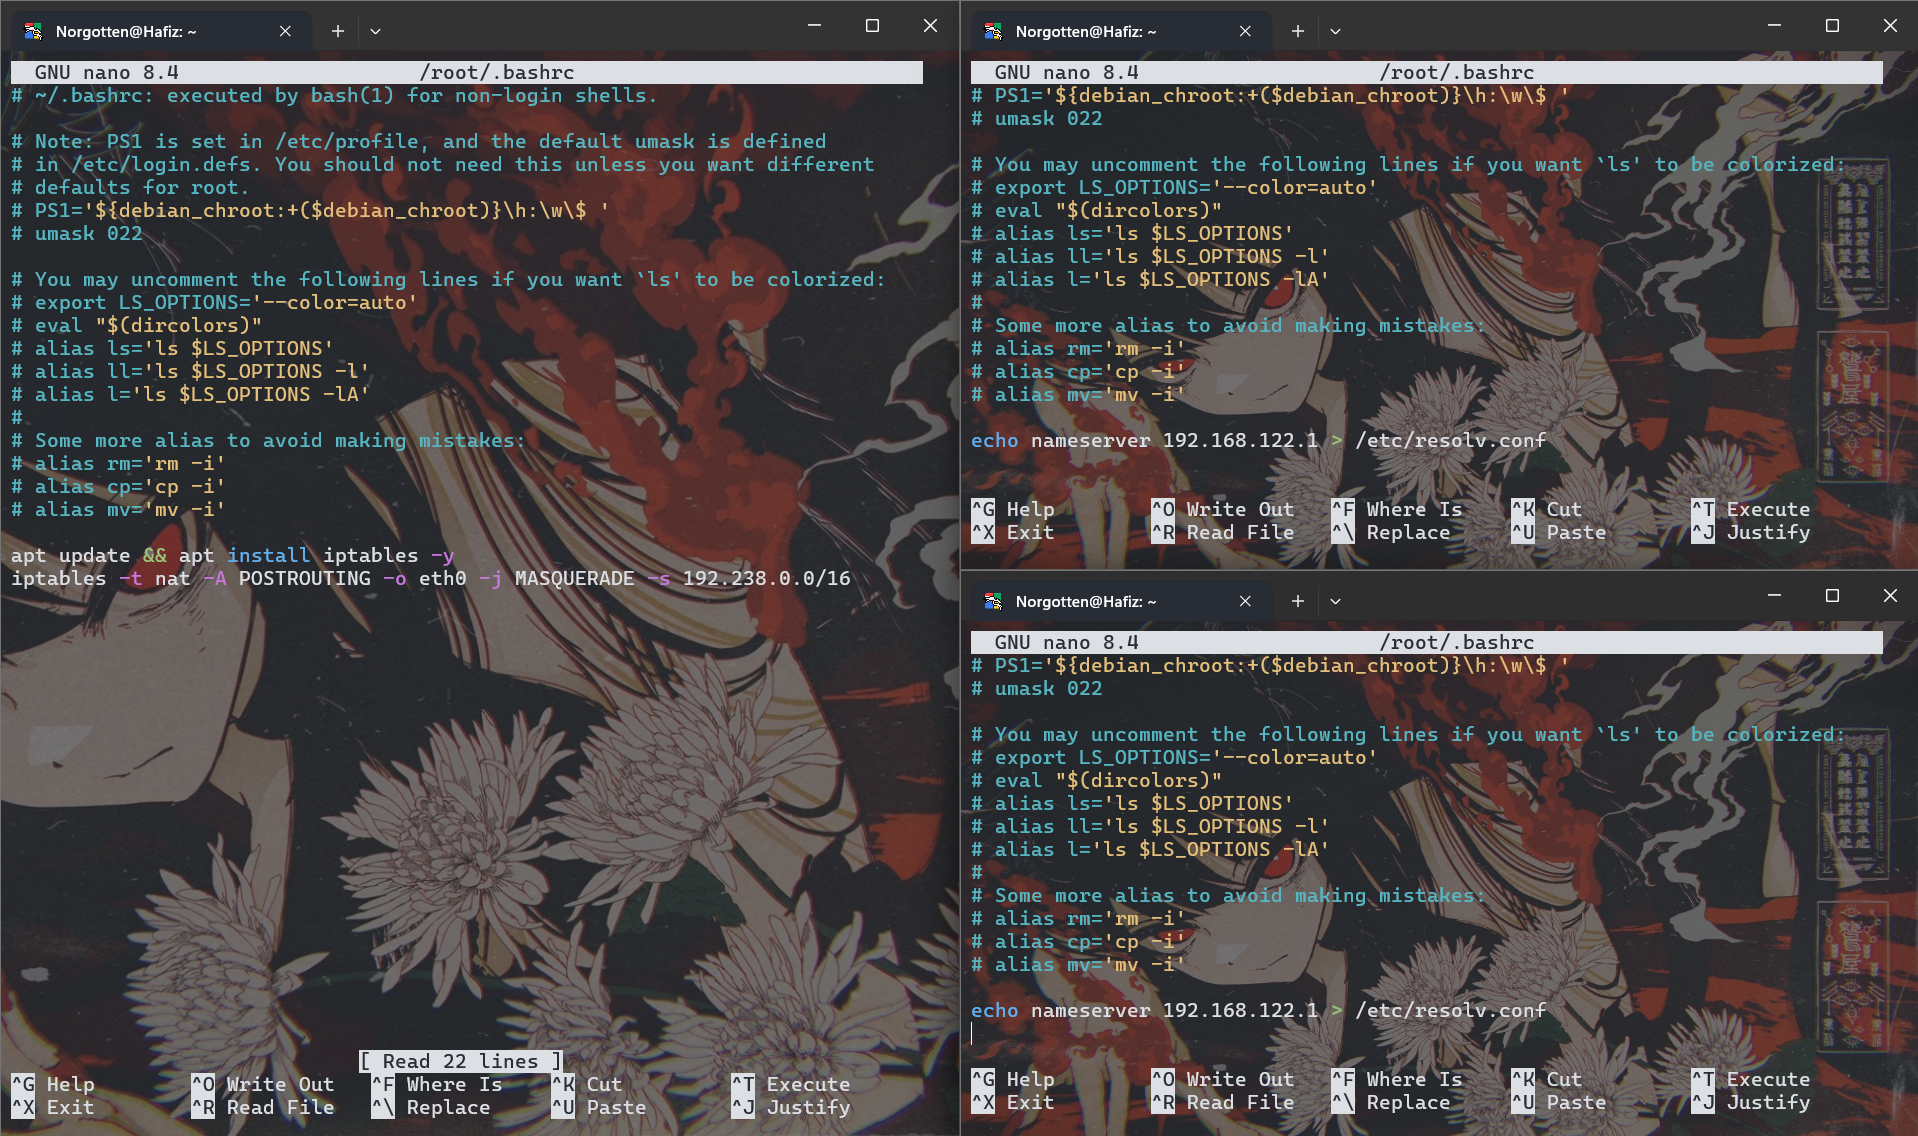 Norgotten@Hafiz: ~
GNU nano 8.4 /root/.bashrc
# ~/.bashrc: executed by bash(1) for non-login shells.
# Note: PS1 is set in /etc/profile, and the default umask is defined
# in /etc/login.defs. You should not need this unless you want different
# defaults for root.
# PS1='${debian_chroot:+($debian_chroot)}\h:\w\$ '
# umask 022
# You may uncomment the following lines if you want `ls' to be colorized:
# export LS_OPTIONS='--color=auto'
# eval "$(dircolors)"
# alias ls='ls $LS_OPTIONS'
# alias ll='ls $LS_OPTIONS -l'
# alias l='ls $LS_OPTIONS -lA'
#
# Some more alias to avoid making mistakes:
# alias rm='rm -i'
# alias cp='cp -i'
# alias mv='mv -i'
apt update && apt install iptables -y
iptables -t nat -A POSTROUTING -o eth0 -j MASQUERADE -s 192.238.0.0/16
[ Read 22 lines ]
^G Help ^O Write Out ^F Where Is ^K Cut ^T Execute
^X Exit ^R Read File ^\ Replace ^U Paste ^J Justify
Norgotten@Hafiz: ~
GNU nano 8.4 /root/.bashrc
# PS1='${debian_chroot:+($debian_chroot)}\h:\w\$ '
# umask 022
# You may uncomment the following lines if you want `ls' to be colorized:
# export LS_OPTIONS='--color=auto'
# eval "$(dircolors)"
# alias ls='ls $LS_OPTIONS'
# alias ll='ls $LS_OPTIONS -l'
# alias l='ls $LS_OPTIONS -lA'
#
# Some more alias to avoid making mistakes:
# alias rm='rm -i'
# alias cp='cp -i'
# alias mv='mv -i'
echo nameserver 192.168.122.1 > /etc/resolv.conf
^G Help ^O Write Out ^F Where Is ^K Cut ^T Execute
^X Exit ^R Read File ^\ Replace ^U Paste ^J Justify
Norgotten@Hafiz: ~
GNU nano 8.4 /root/.bashrc
# PS1='${debian_chroot:+($debian_chroot)}\h:\w\$ '
# umask 022
# You may uncomment the following lines if you want `ls' to be colorized:
# export LS_OPTIONS='--color=auto'
# eval "$(dircolors)"
# alias ls='ls $LS_OPTIONS'
# alias ll='ls $LS_OPTIONS -l'
# alias l='ls $LS_OPTIONS -lA'
#
# Some more alias to avoid making mistakes:
# alias rm='rm -i'
# alias cp='cp -i'
# alias mv='mv -i'
echo nameserver 192.168.122.1 > /etc/resolv.conf
^G Help ^O Write Out ^F Where Is ^K Cut ^T Execute
^X Exit ^R Read File ^\ Replace ^U Paste ^J Justify